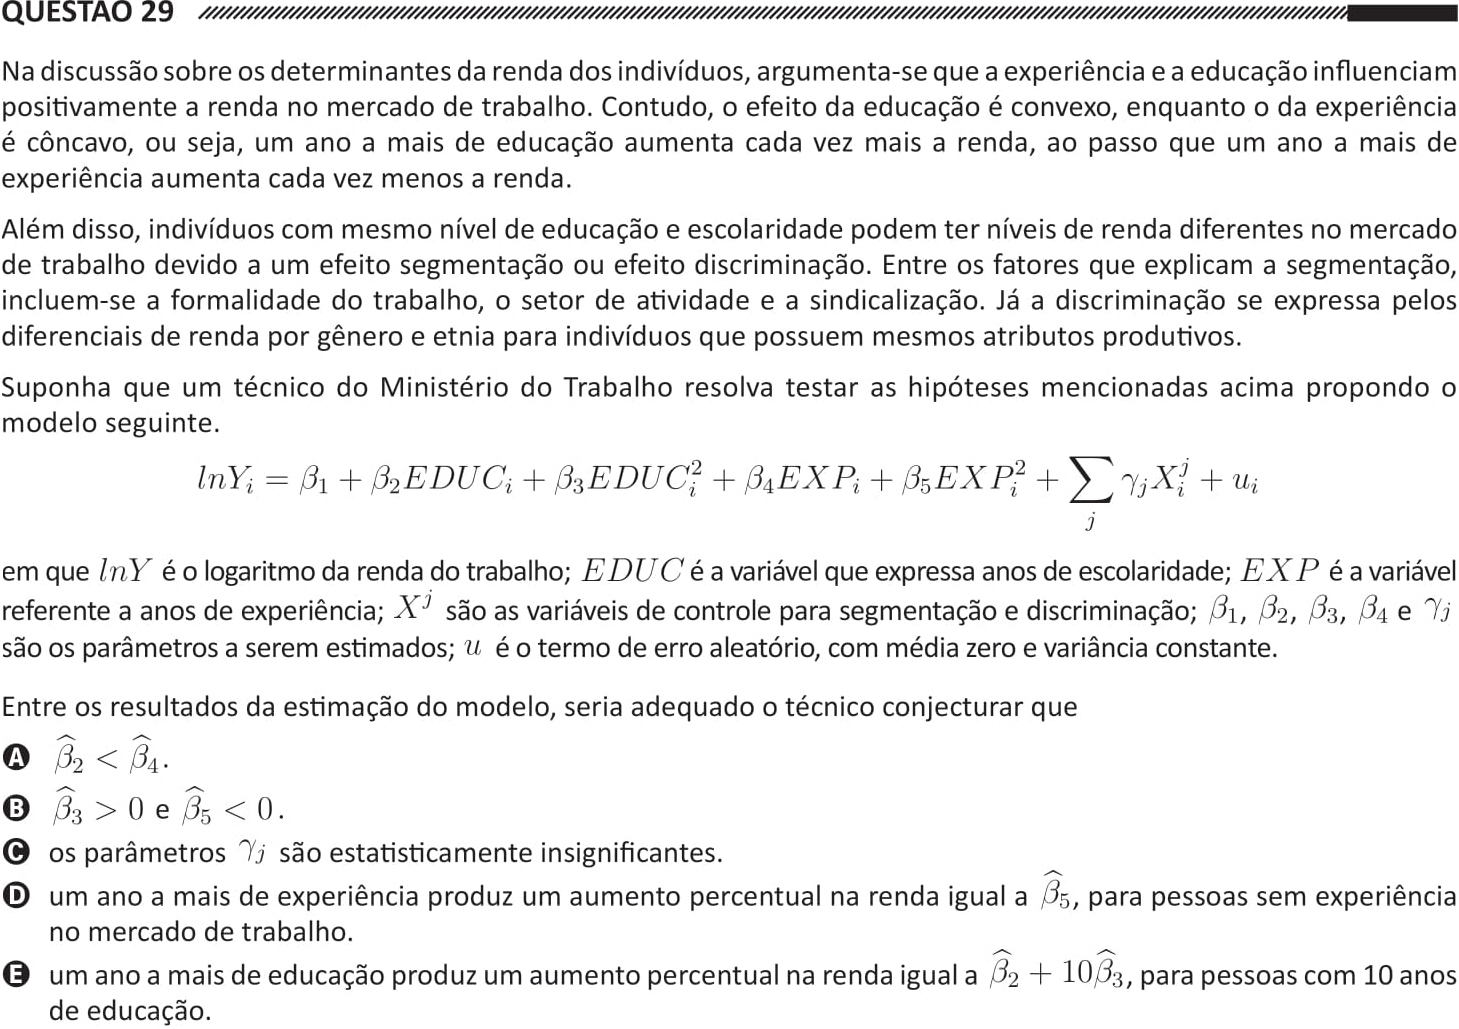 QUESTÃO 29
Na discussão sobre os determinantes da renda dos indivíduos, argumenta-se que a experiência e a educação influenciam
positivamente a renda no mercado de trabalho. Contudo, o efeito da educação é convexo, enquanto o da experiência
é côncavo, ou seja, um ano a mais de educação aumenta cada vez mais a renda, ao passo que um ano a mais de
experiência aumenta cada vez menos a renda.
Além disso, indivíduos com mesmo nível de educação e escolaridade podem ter níveis de renda diferentes no mercado
de trabalho devido a um efeito segmentação ou efeito discriminação. Entre os fatores que explicam a segmentação,
incluem-se a formalidade do trabalho, o setor de atividade e a sindicalização. Já a discriminação se expressa pelos
diferenciais de renda por gênero e etnia para indivíduos que possuem mesmos atributos produtivos.
Suponha que um técnico do Ministério do Trabalho resolva testar as hipóteses mencionadas acima propondo o
modelo seguinte.
$lnY_i = \beta_1 + \beta_2 EDUC_i + \beta_3 EDUC_i^2 + \beta_4 EXP_i + \beta_5 EXP_i^2 + \sum_j \gamma_j X_i^j + u_i$
em que $lnY$ é o logaritmo da renda do trabalho; $EDUC$ é a variável que expressa anos de escolaridade; $EXP$ é a variável
referente a anos de experiência; $X^j$ são as variáveis de controle para segmentação e discriminação; $\beta_1$, $\beta_2$, $\beta_3$, $\beta_4$ e $\gamma_j$
são os parâmetros a serem estimados; $u$ é o termo de erro aleatório, com média zero e variância constante.
Entre os resultados da estimação do modelo, seria adequado o técnico conjecturar que
A $\widehat{\beta}_2 < \widehat{\beta}_4$.
B $\widehat{\beta}_3 > 0$ e $\widehat{\beta}_5 < 0$.
C os parâmetros $\gamma_j$ são estatisticamente insignificantes.
D um ano a mais de experiência produz um aumento percentual na renda igual a $\widehat{\beta}_5$, para pessoas sem experiência
no mercado de trabalho.
E um ano a mais de educação produz um aumento percentual na renda igual a $\widehat{\beta}_2 + 10\widehat{\beta}_3$, para pessoas com 10 anos
de educação.